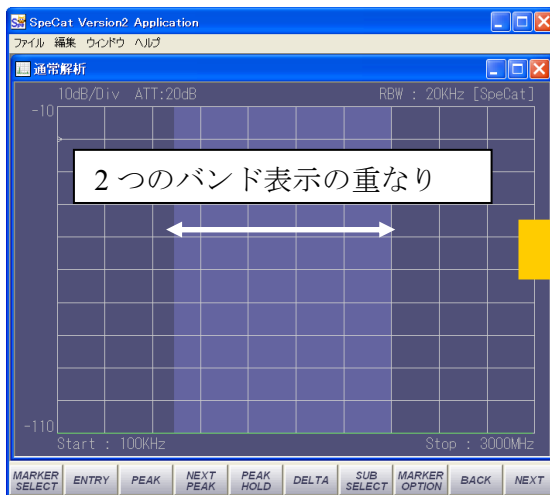 SpeCat Version2 Application
ファイル 編集 ウインドウ ヘルプ
通常解析
10dB/Div ATT:20dB RBW : 20KHz [SpeCat]
-10
2 つのバンド表示の重なり
-110
Start : 100KHz Stop : 3000MHz
MARKER SELECT ENTRY PEAK NEXT PEAK PEAK HOLD DELTA SUB SELECT MARKER OPTION BACK NEXT